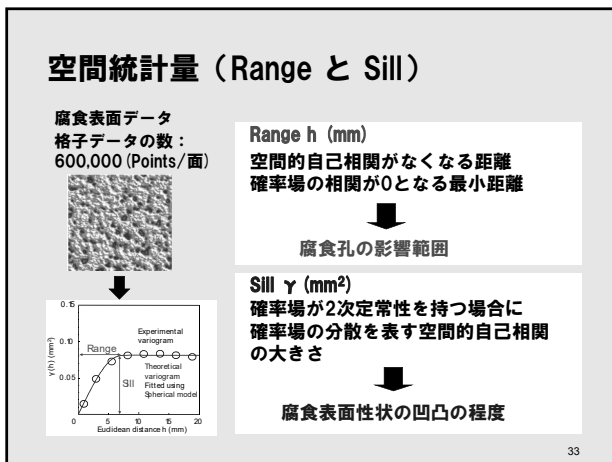 空間統計量（Range と Sill）
腐食表面データ
格子データの数：
600,000 (Points/面)
0.15
0.10
0.05
γ(h) (mm²)
Range
Experimental
variogram
Theoretical
variogram
Fitted using
Spherical model
Sill
0 5 10 15 20
Euclidean distance h (mm)
Range h (mm)
空間的自己相関がなくなる距離
確率場の相関が0となる最小距離
腐食孔の影響範囲
Sill γ (mm²)
確率場が2次定常性を持つ場合に
確率場の分散を表す空間的自己相関
の大きさ
腐食表面性状の凹凸の程度
33